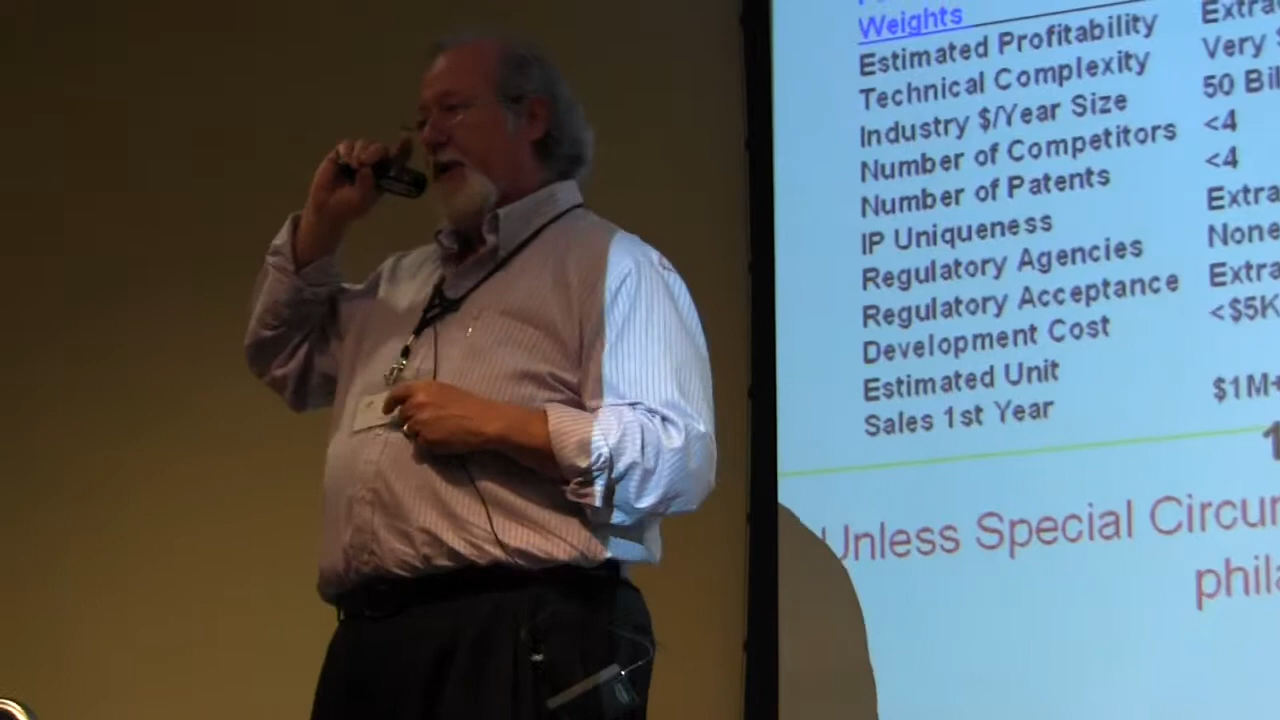 Weights
Estimated Profitability Extra
Technical Complexity Very $
Industry $/Year Size 50 Bil
Number of Competitors <4
Number of Patents <4
IP Uniqueness Extra
Regulatory Agencies None
Regulatory Acceptance Extra
Development Cost <$5K
Estimated Unit
Sales 1st Year $1M+
Unless Special Circum
phila